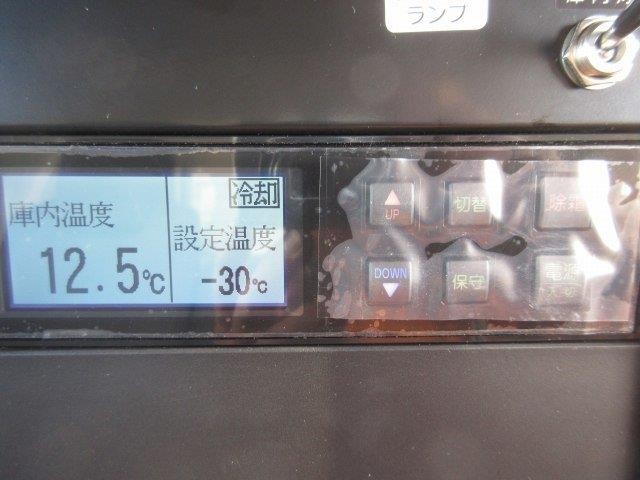 ランプ
冷却
庫内温度
設定温度
12.5℃
-30℃
UP
切替
除霜
DOWN
保守
電源